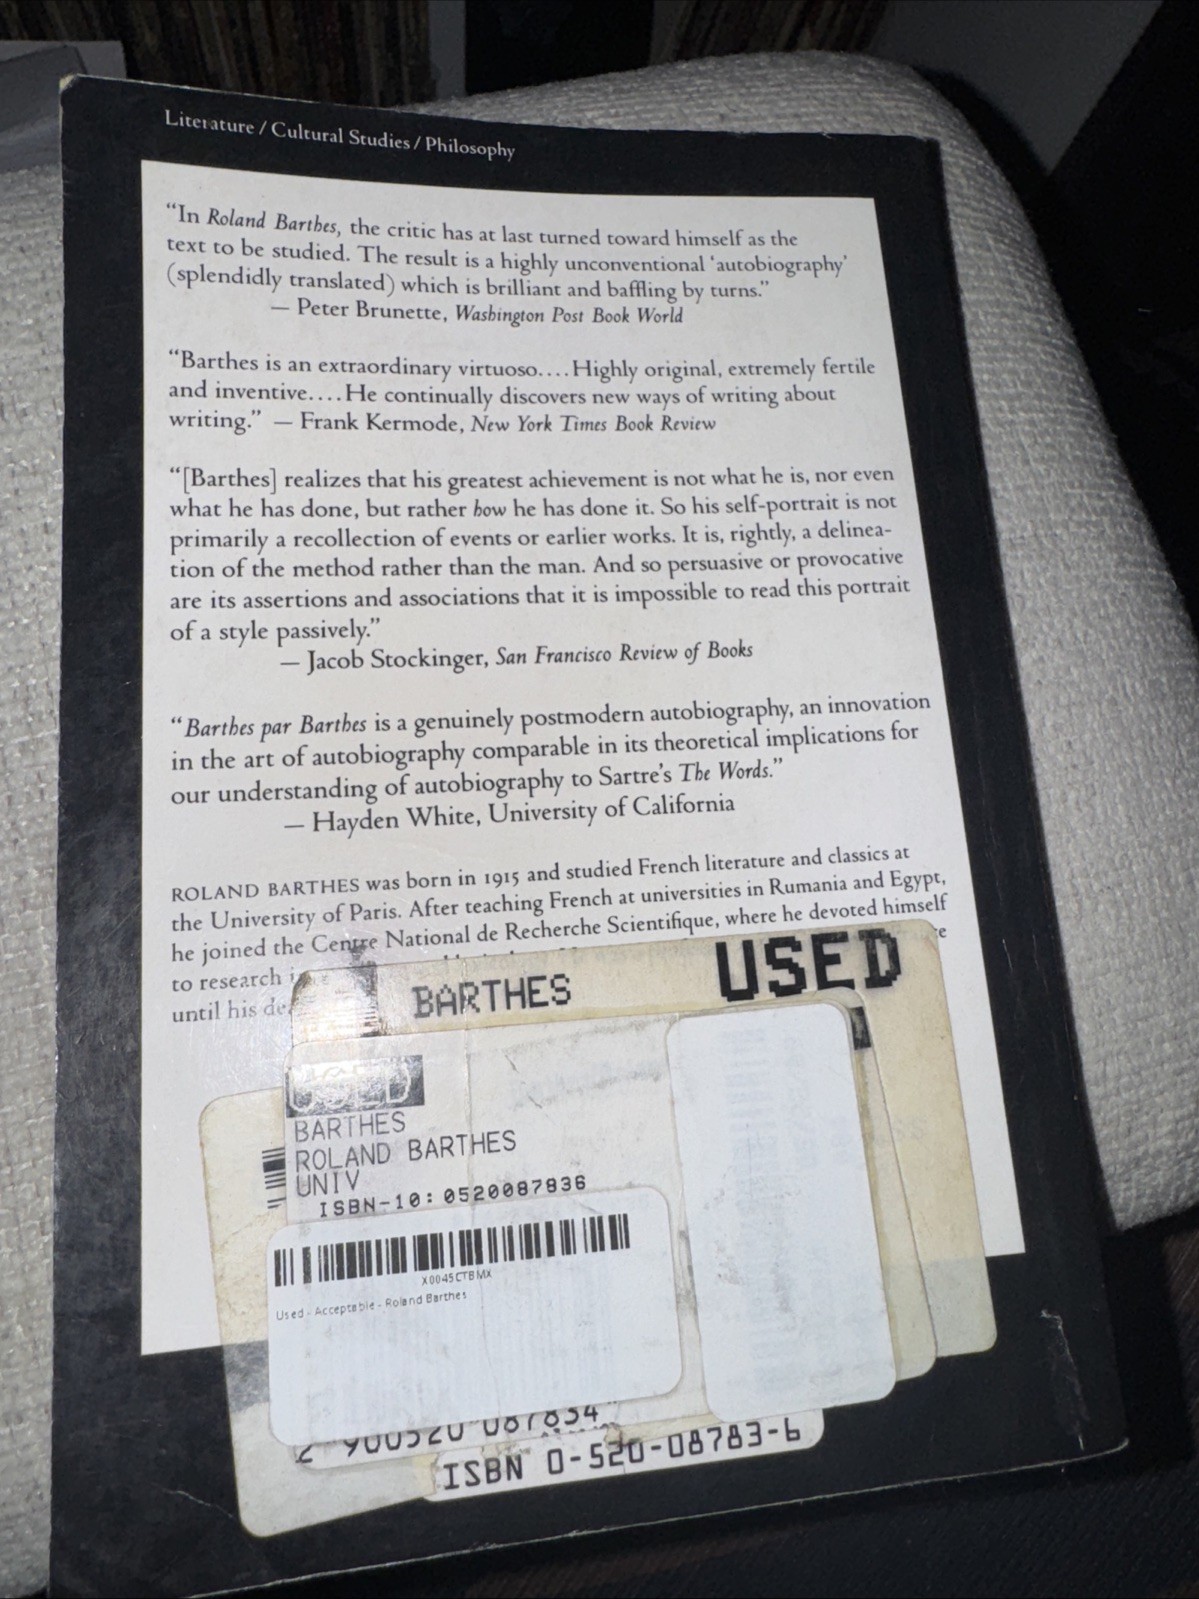 Literature / Cultural Studies / Philosophy
“In Roland Barthes, the critic has at last turned toward himself as the
text to be studied. The result is a highly unconventional ‘autobiography’
(splendidly translated) which is brilliant and baffling by turns.”
— Peter Brunette, Washington Post Book World
“Barthes is an extraordinary virtuoso.... Highly original, extremely fertile
and inventive.... He continually discovers new ways of writing about
writing.” — Frank Kermode, New York Times Book Review
“[Barthes] realizes that his greatest achievement is not what he is, nor even
what he has done, but rather how he has done it. So his self-portrait is not
primarily a recollection of events or earlier works. It is, rightly, a delinea-
tion of the method rather than the man. And so persuasive or provocative
are its assertions and associations that it is impossible to read this portrait
of a style passively.”
— Jacob Stockinger, San Francisco Review of Books
“Barthes par Barthes is a genuinely postmodern autobiography, an innovation
in the art of autobiography comparable in its theoretical implications for
our understanding of autobiography to Sartre’s The Words.”
— Hayden White, University of California
ROLAND BARTHES was born in 1915 and studied French literature and classics at
the University of Paris. After teaching French at universities in Rumania and Egypt,
he joined the Centre National de Recherche Scientifique, where he devoted himself
to research
until his
BARTHES USED
USED
BARTHES
ROLAND BARTHES
UNIV
ISBN-10: 0520087836
X0045CTBMX
Used - Acceptable - Roland Barthes
2 900520 087834
ISBN 0-520-08783-6